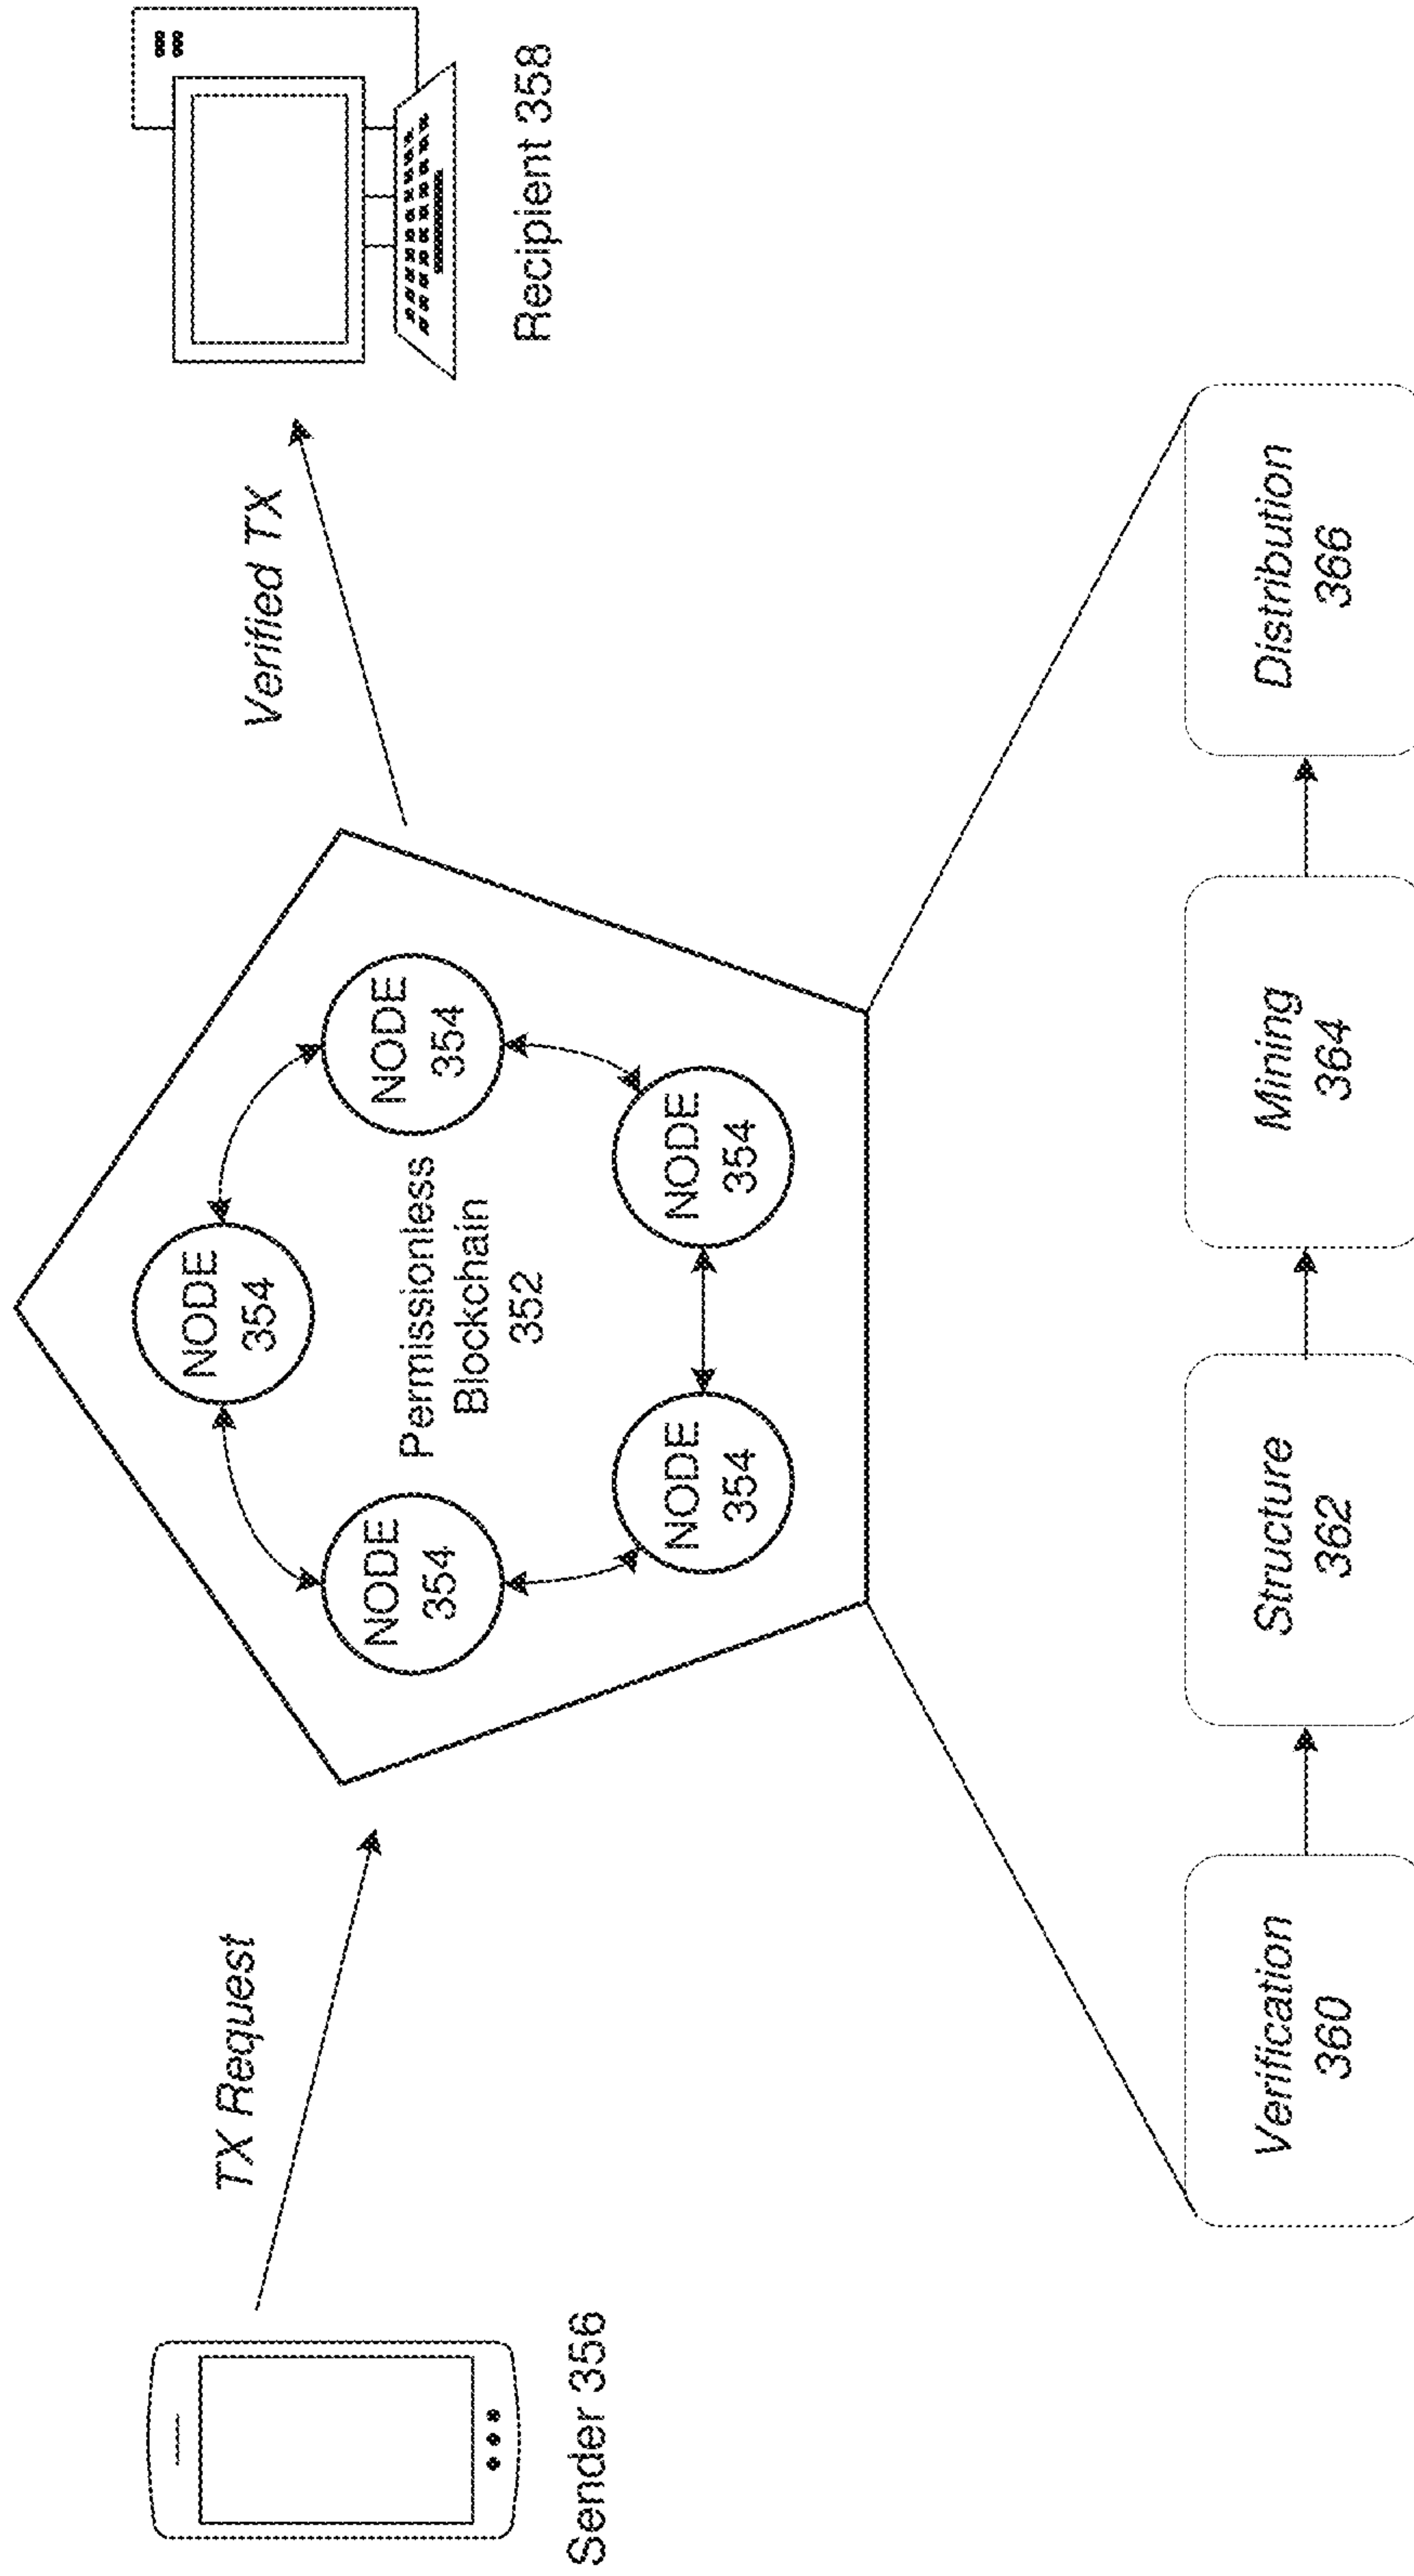 TX Request
Verified TX
Sender 356
Recipient 358
NODE
354
NODE
354
NODE
354
Permissionless
Blockchain
352
NODE
354
NODE
354
Verification
360
Structure
362
Mining
364
Distribution
366